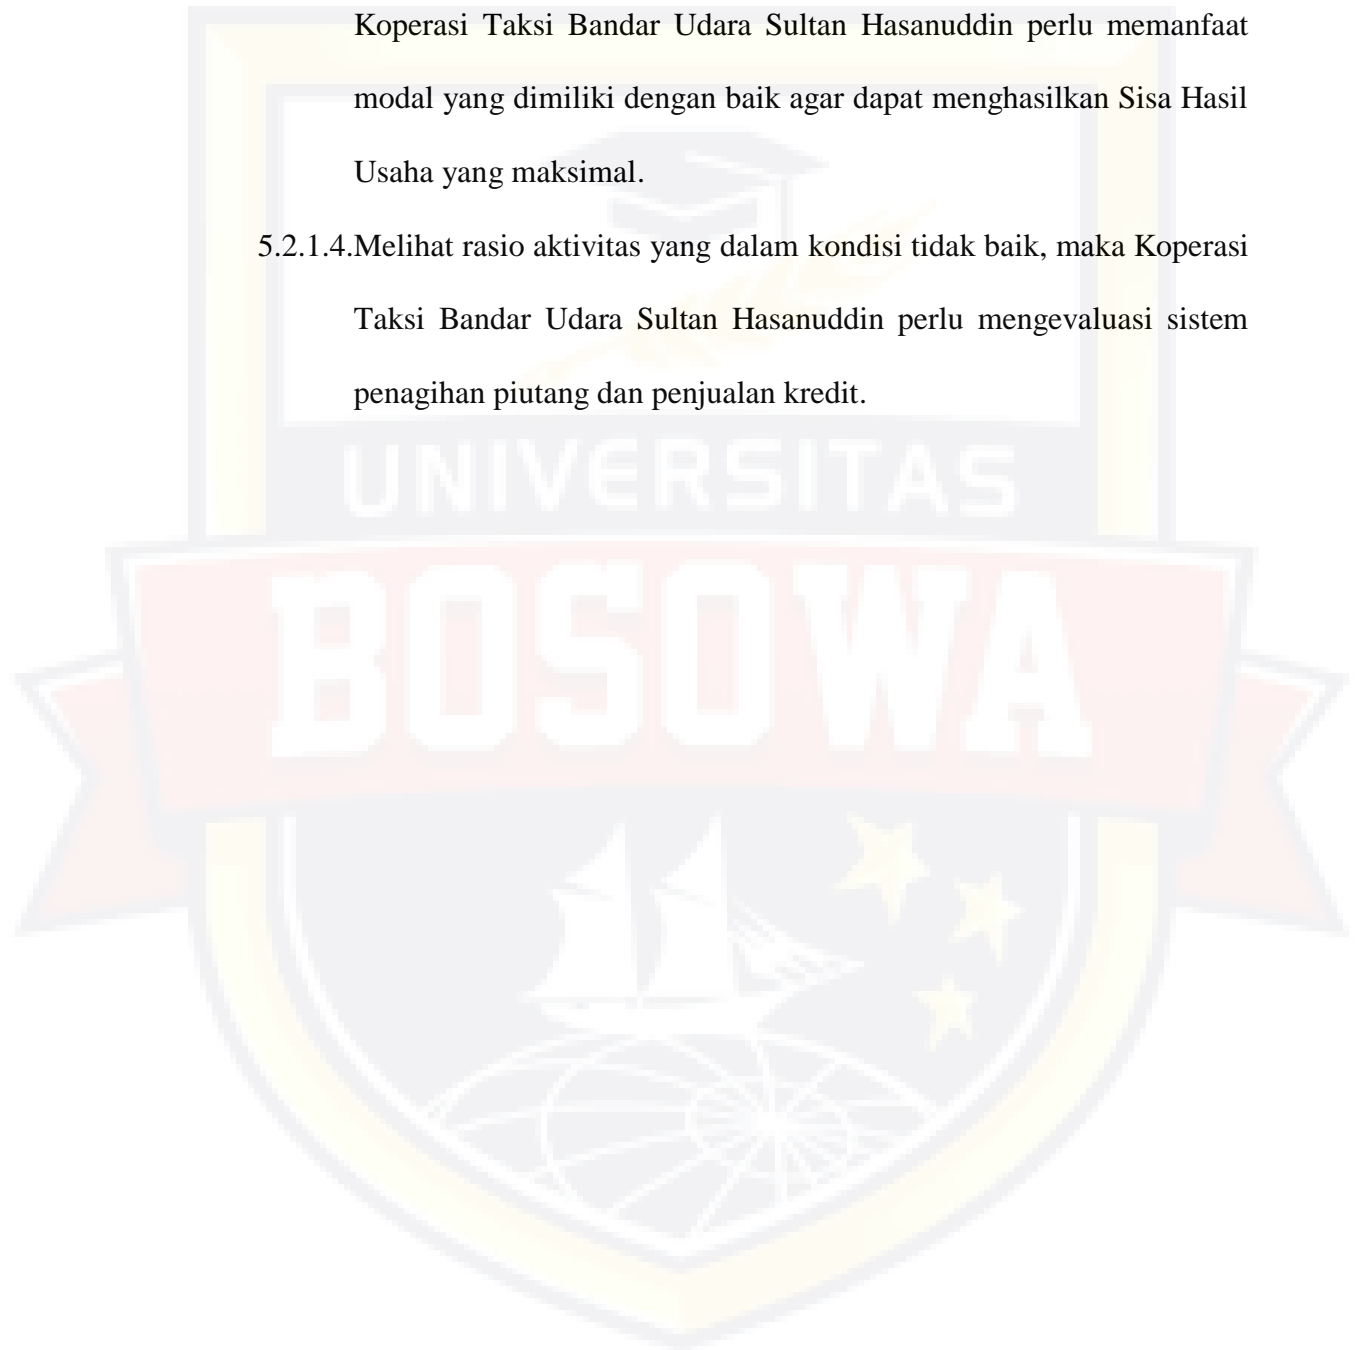 Koperasi Taksi Bandar Udara Sultan Hasanuddin perlu memanfaat
modal yang dimiliki dengan baik agar dapat menghasilkan Sisa Hasil
Usaha yang maksimal.
5.2.1.4.Melihat rasio aktivitas yang dalam kondisi tidak baik, maka Koperasi
Taksi Bandar Udara Sultan Hasanuddin perlu mengevaluasi sistem
penagihan piutang dan penjualan kredit.
UNIVERSITAS
BOSOWA